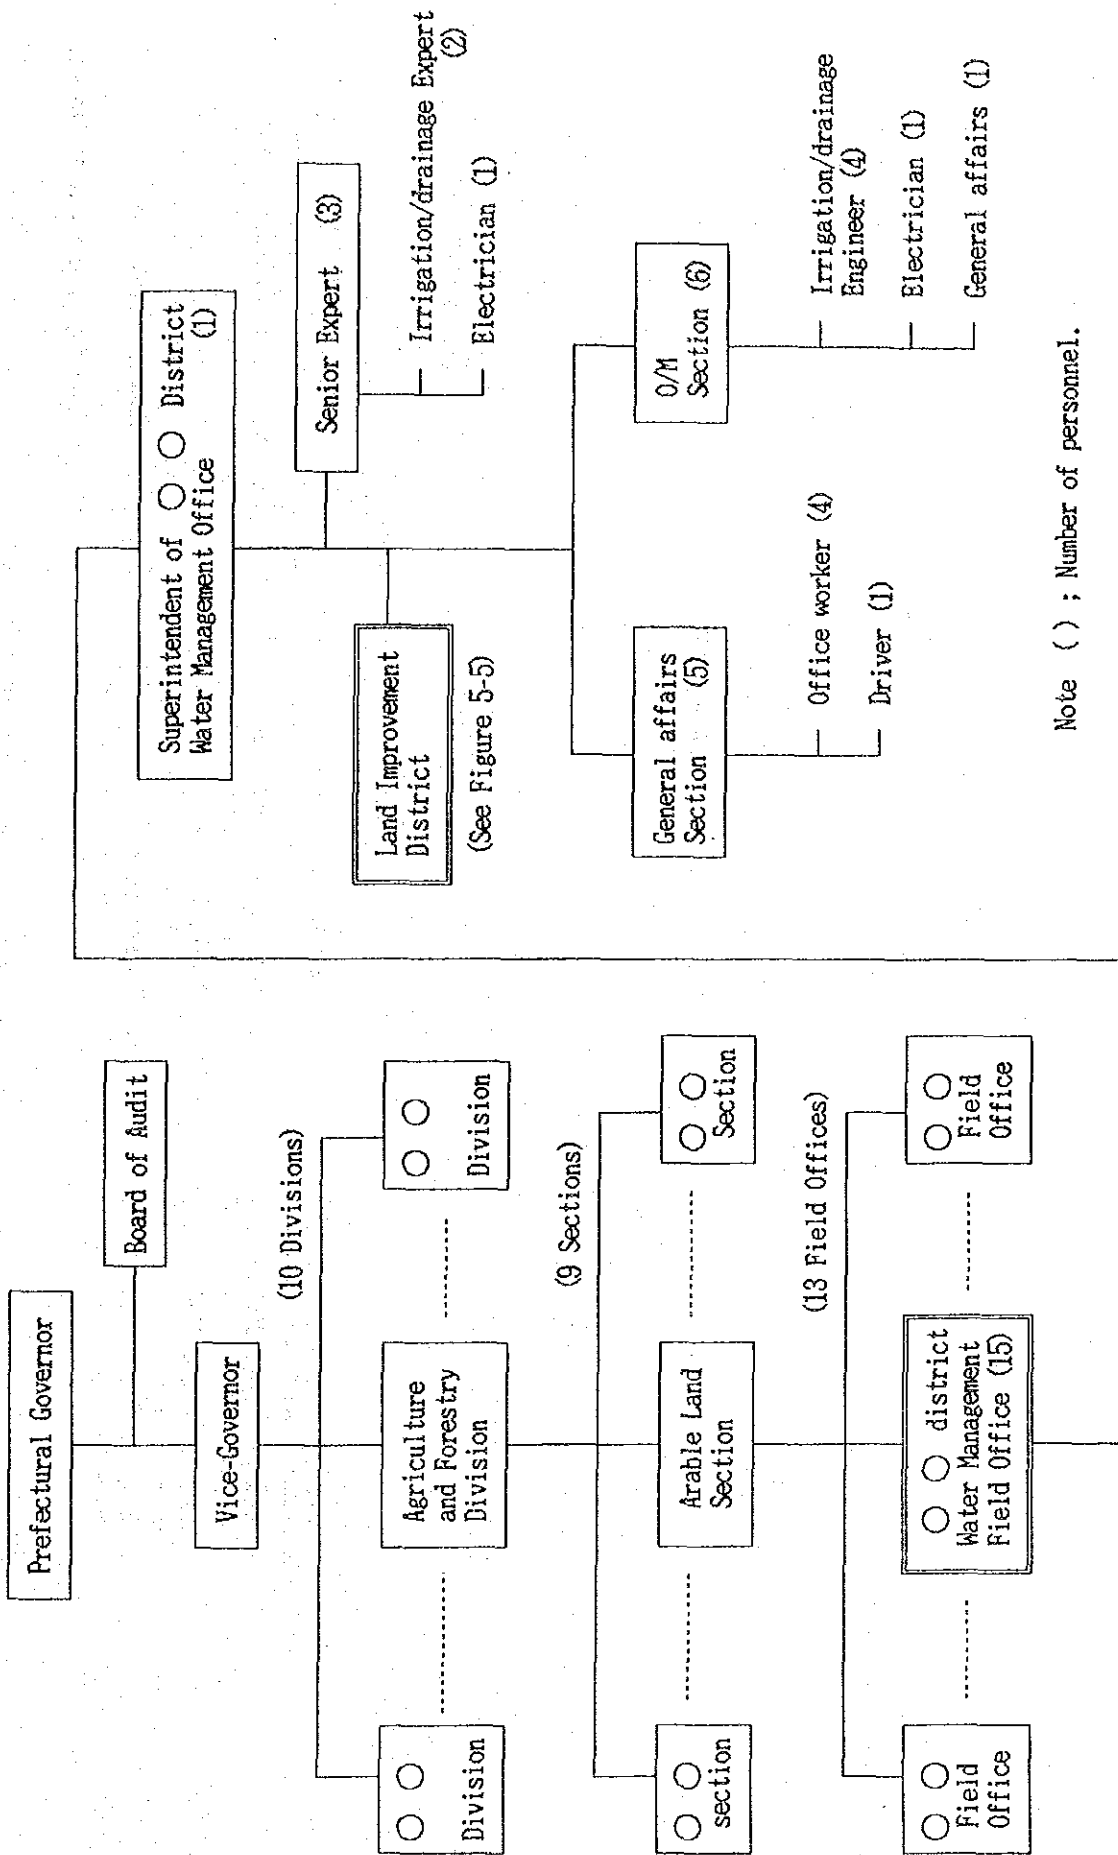 Prefectural Governor
Board of Audit
Vice-Governor
(10 Divisions)
○ ○
Division
Agriculture
and Forestry
Division
○ ○
Division
(9 Sections)
○ ○
section
Arable Land
Section
○ ○
Section
(13 Field Offices)
○ ○
Field
Office
○ ○ district
Water Management
Field Office (15)
○ ○
Field
Office
Superintendent of ○ ○ District
Water Management Office (1)
Senior Expert (3)
Irrigation/drainage Expert
(2)
Electrician (1)
Land Improvement
District
(See Figure 5-5)
General affairs
Section (5)
Office worker (4)
Driver (1)
O/M
Section (6)
Irrigation/drainage
Engineer (4)
Electrician (1)
General affairs (1)
Note ( ) ; Number of personnel.